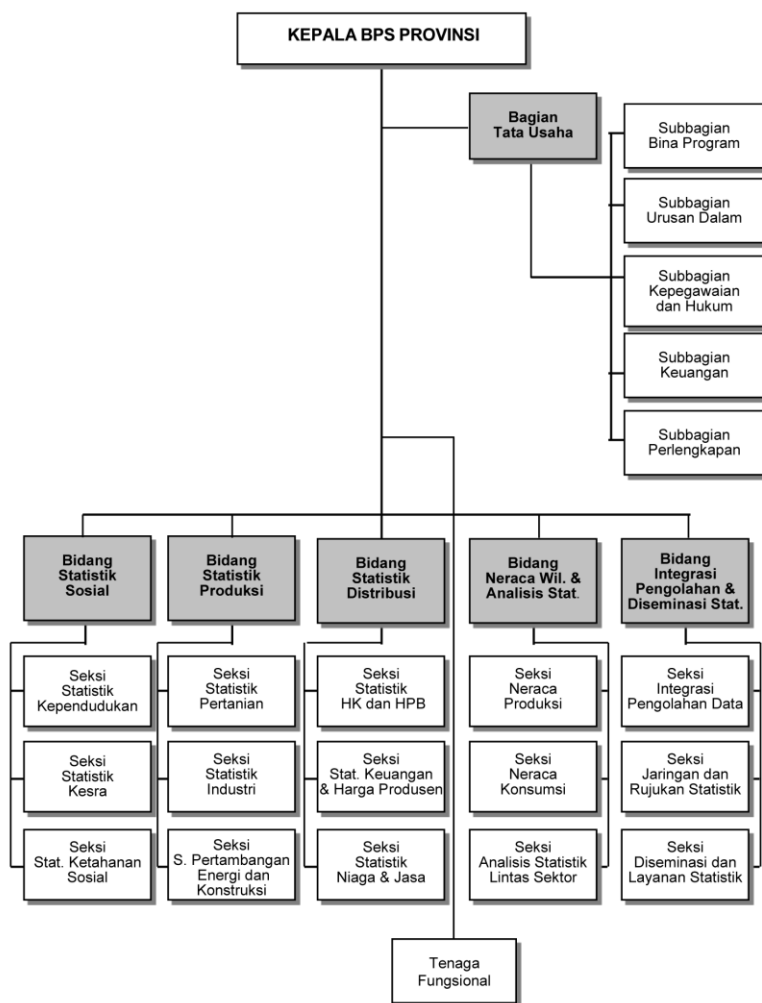 KEPALA BPS PROVINSI
Bagian
Tata Usaha
Subbagian
Bina Program
Subbagian
Urusan Dalam
Subbagian
Kepegawaian
dan Hukum
Subbagian
Keuangan
Subbagian
Perlengkapan
Bidang
Statistik
Sosial
Bidang
Statistik
Produksi
Bidang
Statistik
Distribusi
Bidang
Neraca Wil. &
Analisis Stat.
Bidang
Integrasi
Pengolahan &
Diseminasi Stat.
Seksi
Statistik
Kependudukan
Seksi
Statistik
Pertanian
Seksi
Statistik
HK dan HPB
Seksi
Neraca
Produksi
Seksi
Integrasi
Pengolahan Data
Seksi
Statistik
Kesra
Seksi
Statistik
Industri
Seksi
Stat. Keuangan
& Harga Produsen
Seksi
Neraca
Konsumsi
Seksi
Jaringan dan
Rujukan Statistik
Seksi
Stat. Ketahanan
Sosial
Seksi
S. Pertambangan
Energi dan
Konstruksi
Seksi
Statistik
Niaga & Jasa
Seksi
Analisis Statistik
Lintas Sektor
Seksi
Diseminasi dan
Layanan Statistik
Tenaga
Fungsional